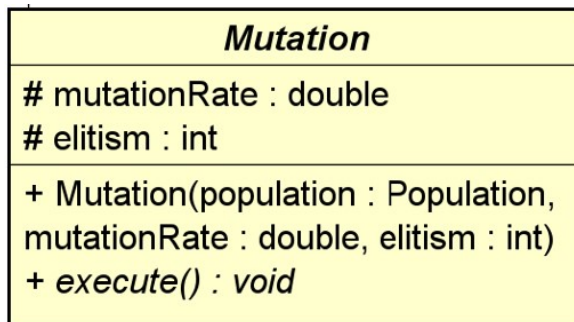 Mutation
# mutationRate : double
# elitism : int
+ Mutation(population : Population,
mutationRate : double, elitism : int)
+ execute() : void